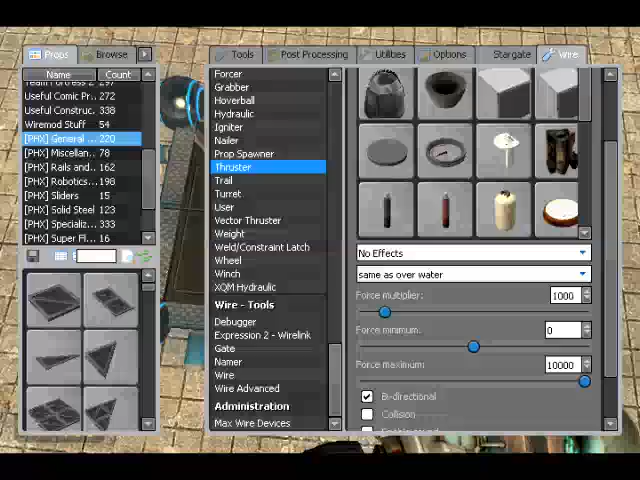 Props
Browse
Name Count
Team Fortress 2 297
Useful Comic Pr.. 272
Useful Construc.. 338
Wiremod Stuff 54
[PHX] General ... 220
[PHX] Miscellan.. 78
[PHX] Rails and... 162
[PHX] Robotics... 198
[PHX] Sliders 15
[PHX] Solid Steel 123
[PHX] Specializ... 333
[PHX] Super Fl... 16
Tools
Post Processing
Utilities
Options
Stargate
Wire
Forcer
Grabber
Hoverball
Hydraulic
Igniter
Nailer
Prop Spawner
Thruster
Trail
Turret
User
Vector Thruster
Weight
Weld/Constraint Latch
Wheel
Winch
XQM Hydraulic
Wire - Tools
Debugger
Expression 2 - Wirelink
Gate
Namer
Wire
Wire Advanced
Administration
Max Wire Devices
No Effects
same as over water
Force multiplier: 1000
Force minimum: 0
Force maximum: 10000
Bi-directional
Collision